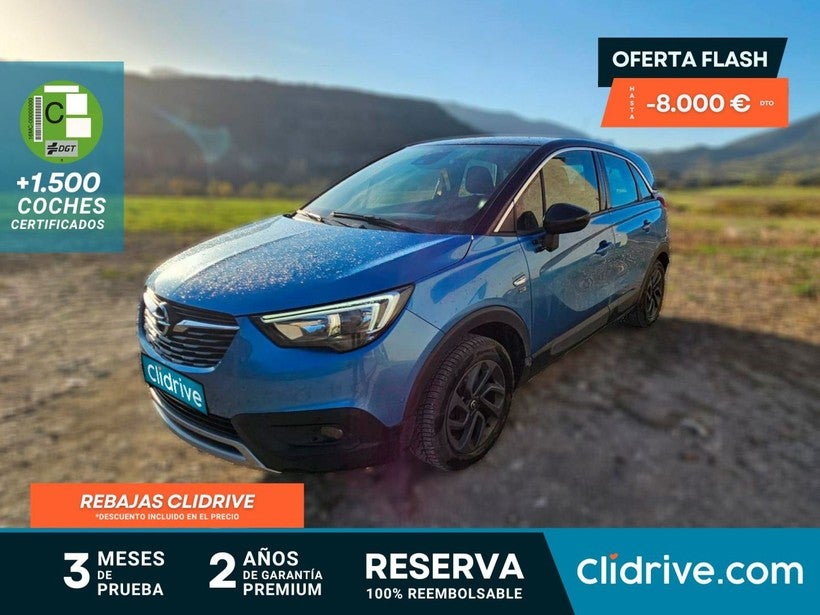 OFERTA FLASH
HASTA
-8.000 € DTO
C
DGT
+1.500
COCHES
CERTIFICADOS
Clidrive
REBAJAS CLIDRIVE
*DESCUENTO INCLUIDO EN EL PRECIO
3 MESES
DE
PRUEBA
2 AÑOS
DE GARANTÍA
PREMIUM
RESERVA
100% REEMBOLSABLE
Clidrive.com